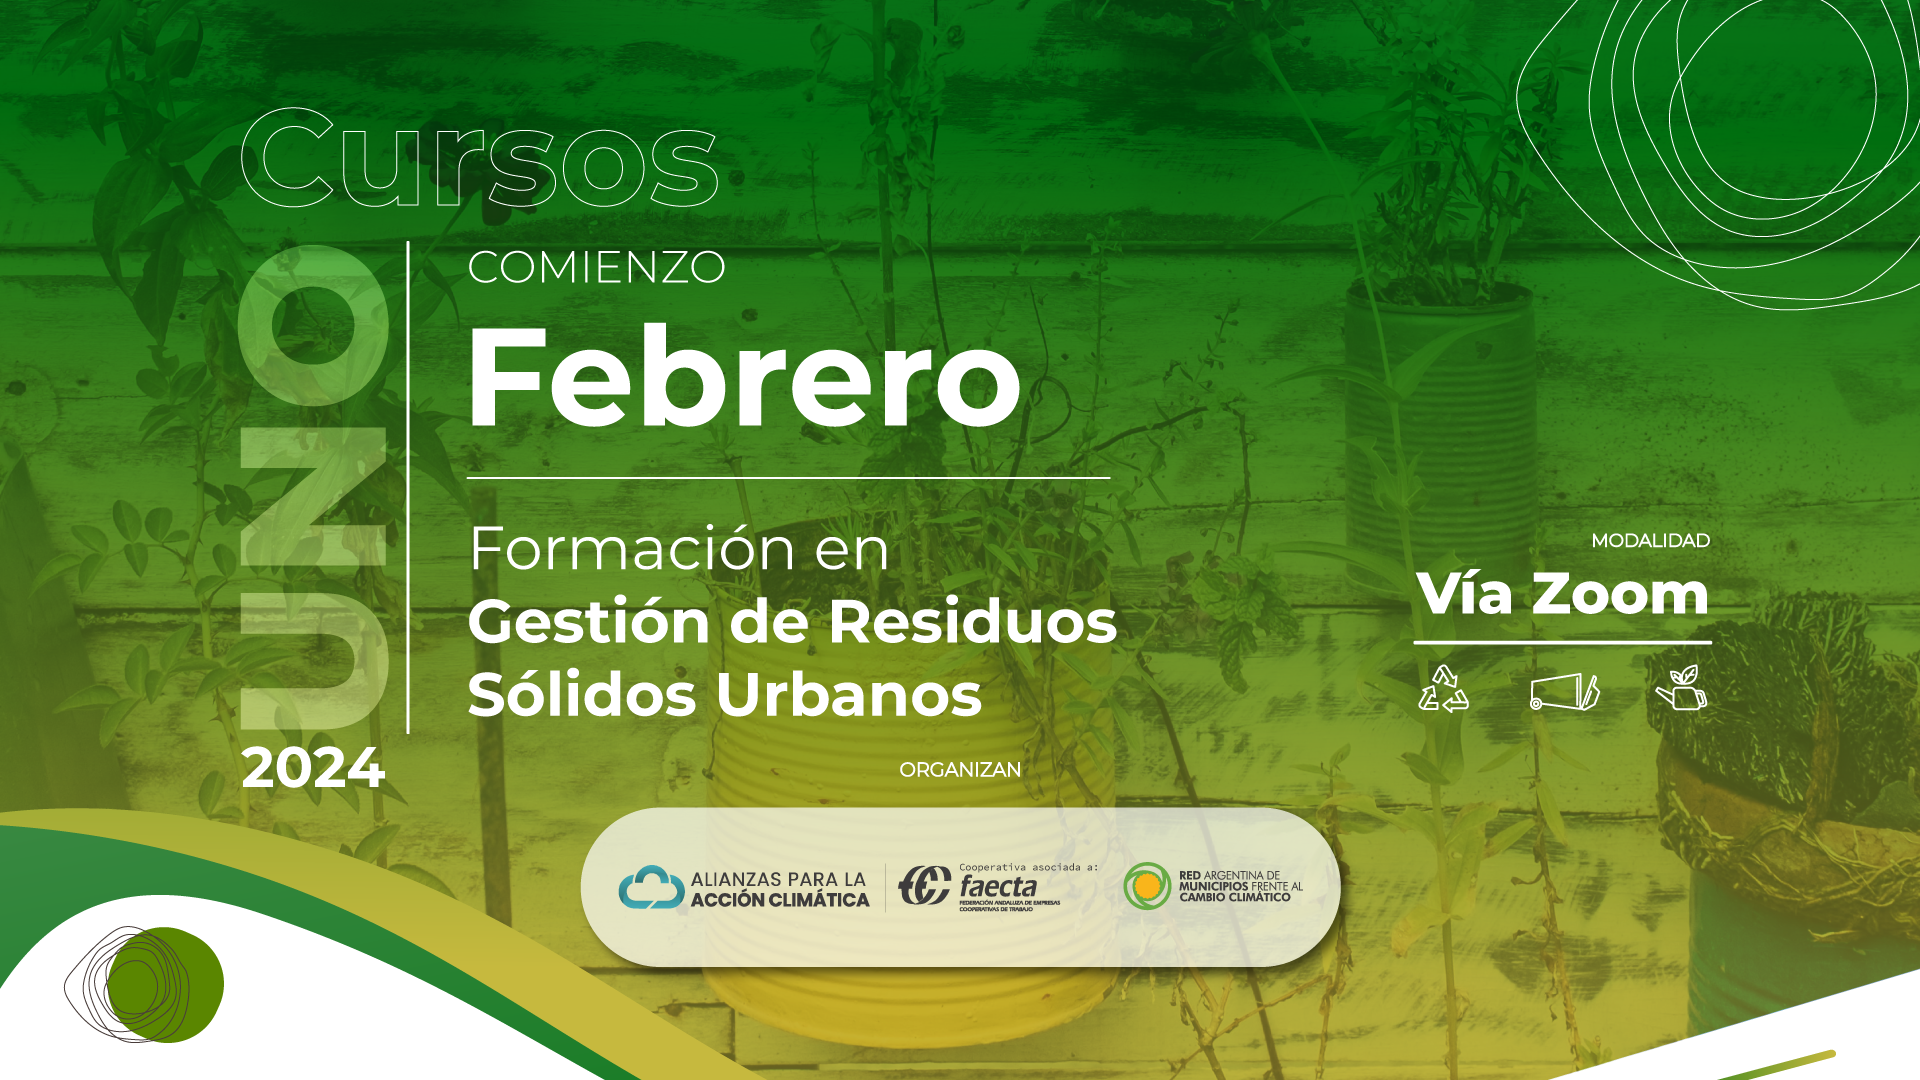 Cursos
UNO
2024
COMIENZO
Febrero
Formación en
Gestión de Residuos
Sólidos Urbanos
MODALIDAD
Vía Zoom
ORGANIZAN
ALIANZAS PARA LA
ACCIÓN CLIMÁTICA
Cooperativa asociada a:
faecta
FEDERACIÓN ANDALUZA DE EMPRESAS
COOPERATIVAS DE TRABAJO
RED ARGENTINA DE
MUNICIPIOS FRENTE AL
CAMBIO CLIMÁTICO